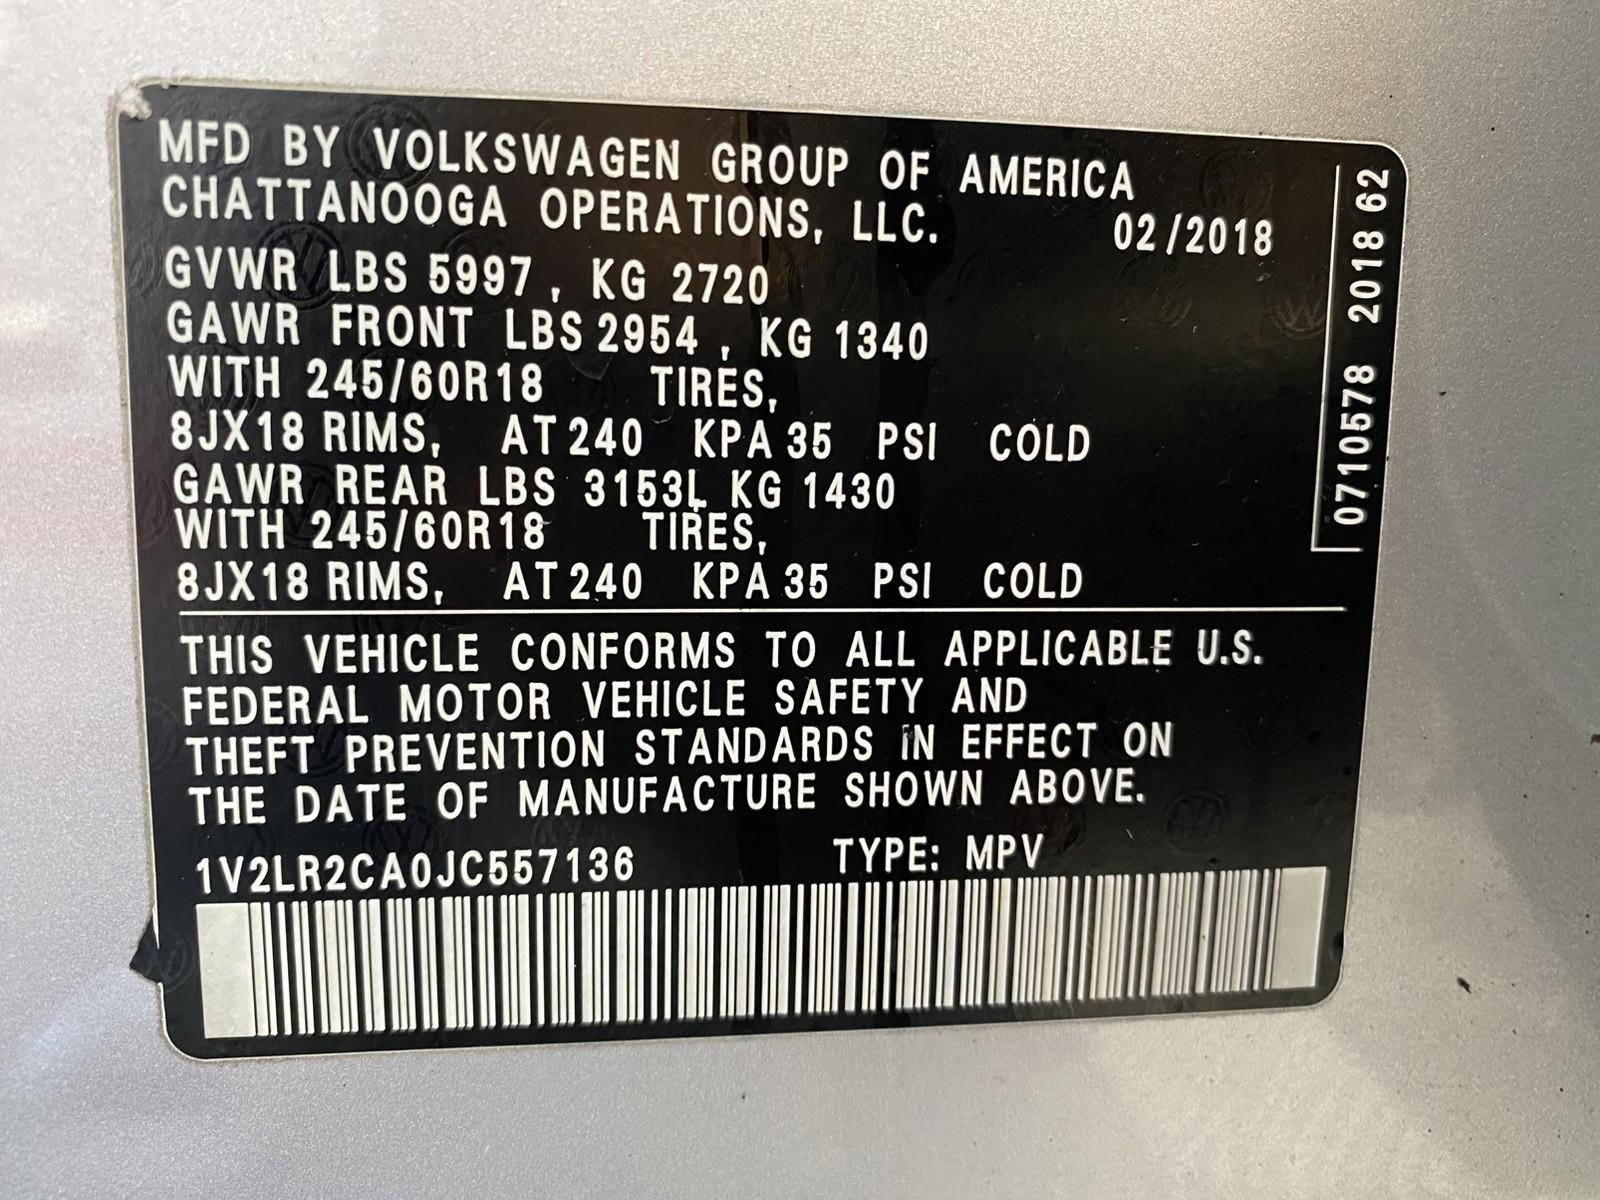 MFD BY VOLKSWAGEN GROUP OF AMERICA
CHATTANOOGA OPERATIONS, LLC. 02/2018
GVWR LBS 5997 , KG 2720
GAWR FRONT LBS 2954 , KG 1340
WITH 245/60R18 TIRES,
8JX18 RIMS, AT 240 KPA 35 PSI COLD
GAWR REAR LBS 3153L KG 1430
WITH 245/60R18 TIRES,
8JX18 RIMS, AT 240 KPA 35 PSI COLD
THIS VEHICLE CONFORMS TO ALL APPLICABLE U.S.
FEDERAL MOTOR VEHICLE SAFETY AND
THEFT PREVENTION STANDARDS IN EFFECT ON
THE DATE OF MANUFACTURE SHOWN ABOVE.
1V2LR2CA0JC557136 TYPE: MPV
0710578 2018 62